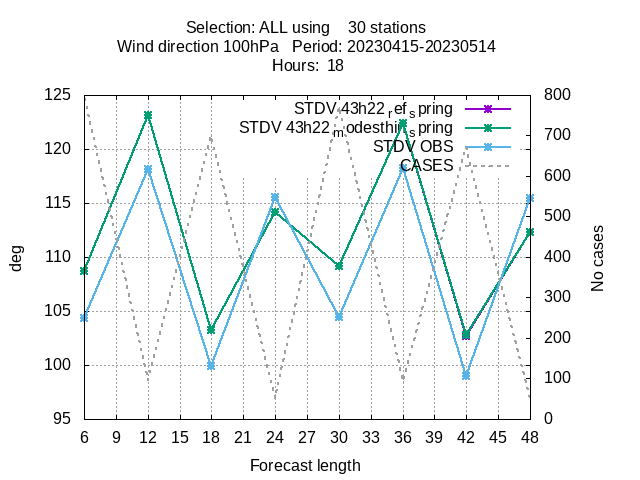 Selection: ALL using    30 stations
Wind direction 100hPa   Period: 20230415-20230514
Hours:  18
STDV 43h22_ref_spring
STDV 43h22_modesthir_spring
STDV OBS
CASES
125
120
115
110
105
100
95
800
700
600
500
400
300
200
100
0
deg
No cases
6 9 12 15 18 21 24 27 30 33 36 39 42 45 48
Forecast length